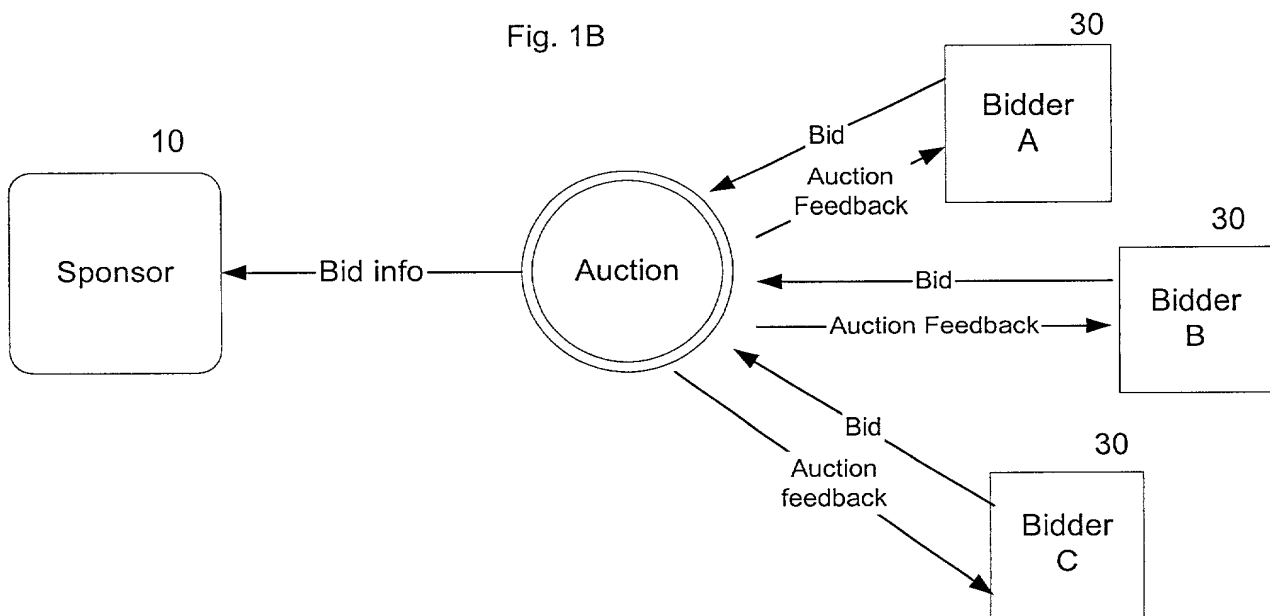 Fig. 1B
30
Bidder
A
Bid
Auction
Feedback
10
Sponsor
Bid info
Auction
30
Bidder
B
Bid
Auction Feedback
30
Bidder
C
Bid
Auction
feedback